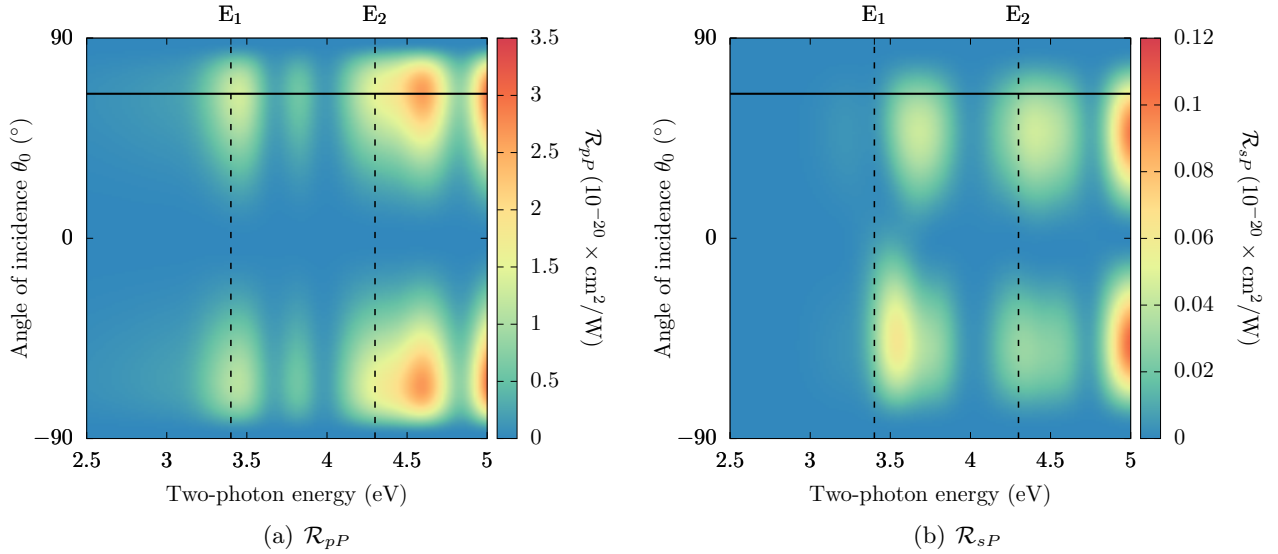 E₁ E₂
90
0
−90
Angle of incidence θ₀ (°)
2.5 3 3.5 4 4.5 5
Two-photon energy (eV)
3.5
3
2.5
2
1.5
1
0.5
0
ℛpP (10⁻²⁰ × cm²/W)
(a) ℛpP
E₁ E₂
90
0
−90
Angle of incidence θ₀ (°)
2.5 3 3.5 4 4.5 5
Two-photon energy (eV)
0.12
0.1
0.08
0.06
0.04
0.02
0
ℛsP (10⁻²⁰ × cm²/W)
(b) ℛsP